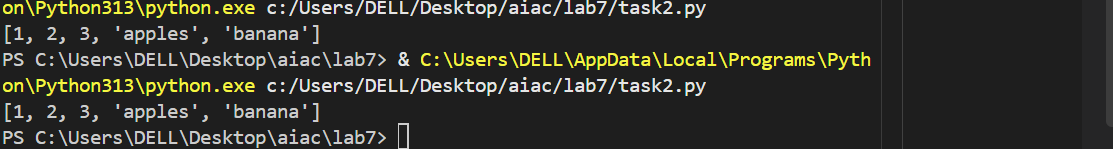 on\Python313\python.exe c:/Users/DELL/Desktop/aiac/lab7/task2.py
[1, 2, 3, 'apples', 'banana']
PS C:\Users\DELL\Desktop\aiac\lab7> & C:\Users\DELL\AppData\Local\Programs\Pyth
on\Python313\python.exe c:/Users/DELL/Desktop/aiac/lab7/task2.py
[1, 2, 3, 'apples', 'banana']
PS C:\Users\DELL\Desktop\aiac\lab7>